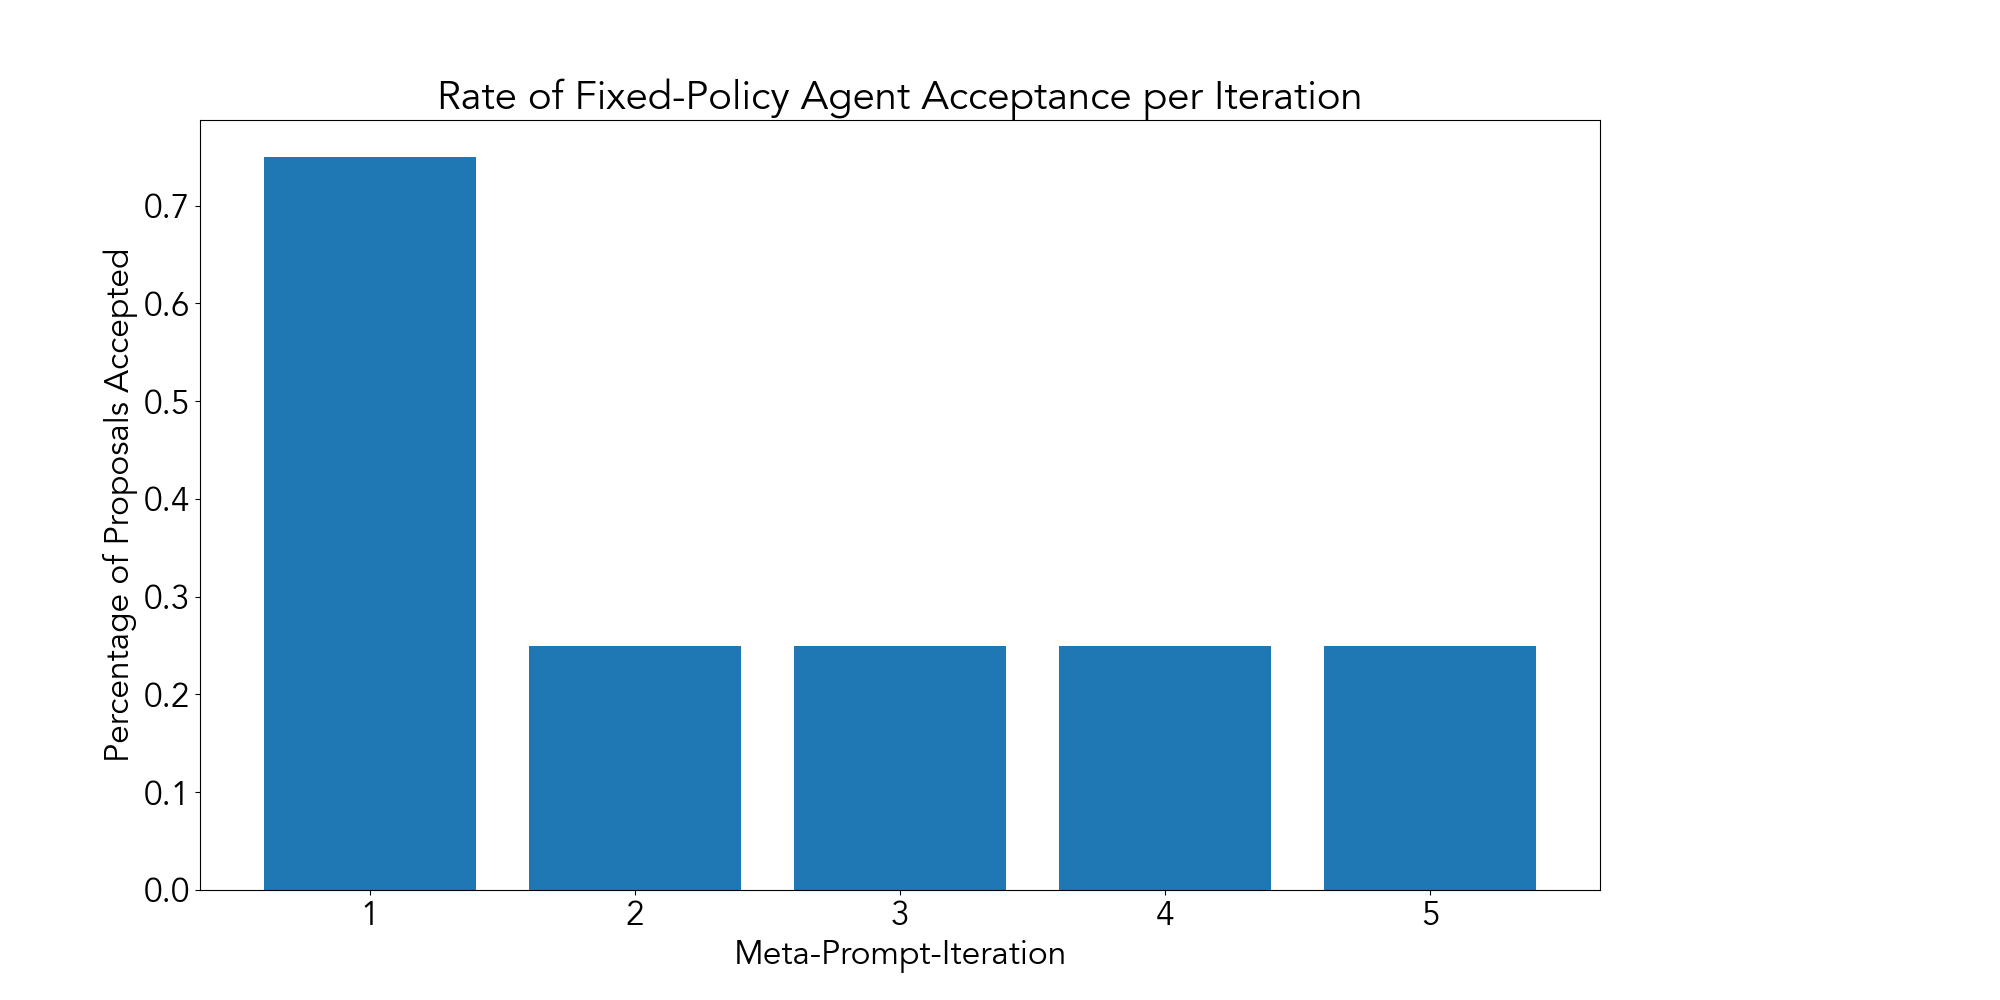 Rate of Fixed-Policy Agent Acceptance per Iteration
Percentage of Proposals Accepted
0.7
0.6
0.5
0.4
0.3
0.2
0.1
0.0
1 2 3 4 5
Meta-Prompt-Iteration